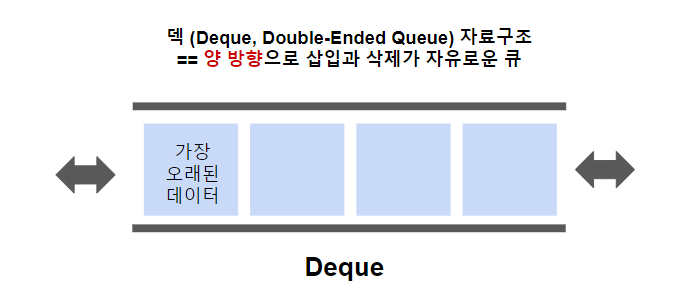 덱 (Deque, Double-Ended Queue) 자료구조
== 양 방향으로 삽입과 삭제가 자유로운 큐
가장
오래된
데이터
Deque